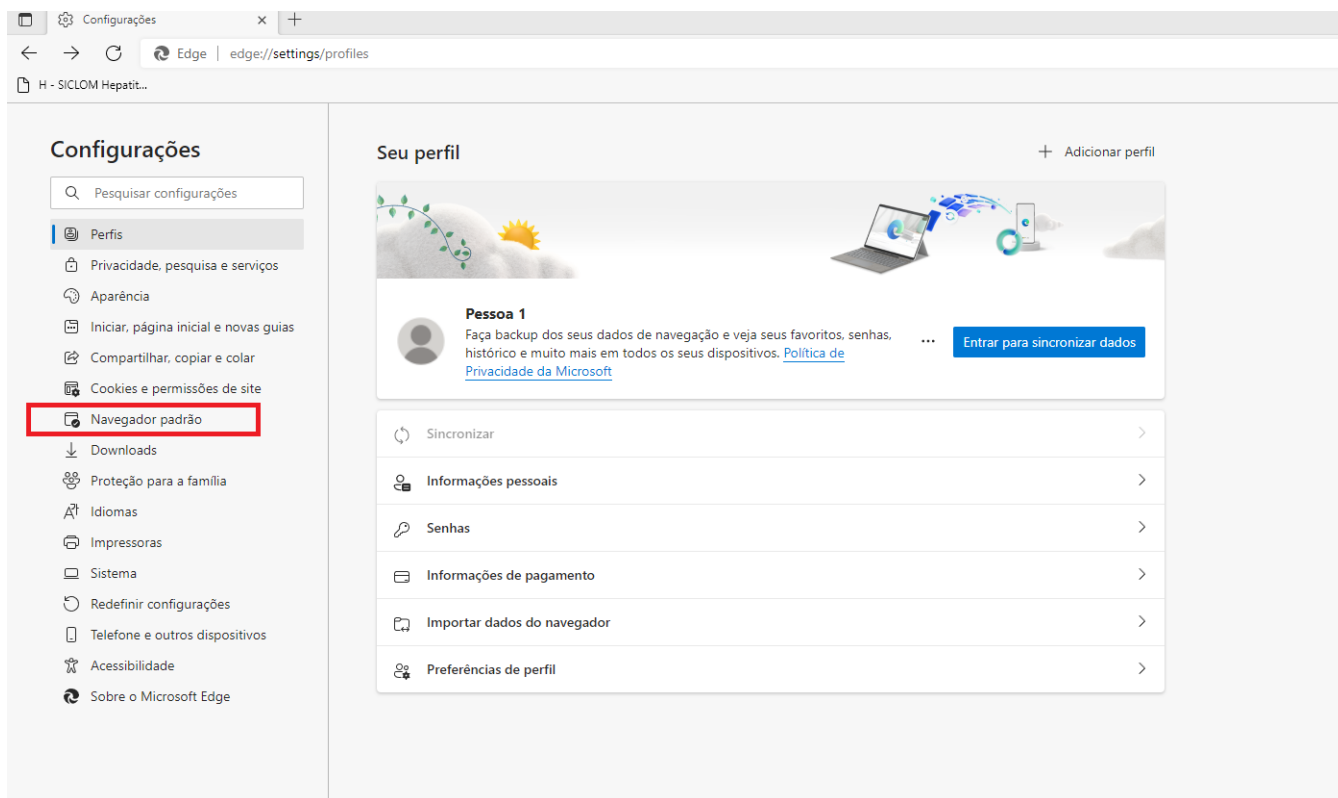 Configurações
Edge | edge://settings/profiles
H - SICLOM Hepatit...
Configurações
Pesquisar configurações
Perfis
Privacidade, pesquisa e serviços
Aparência
Iniciar, página inicial e novas guias
Compartilhar, copiar e colar
Cookies e permissões de site
Navegador padrão
Downloads
Proteção para a família
Idiomas
Impressoras
Sistema
Redefinir configurações
Telefone e outros dispositivos
Acessibilidade
Sobre o Microsoft Edge
Seu perfil
Adicionar perfil
Pessoa 1
Faça backup dos seus dados de navegação e veja seus favoritos, senhas,
histórico e muito mais em todos os seus dispositivos. Política de
Privacidade da Microsoft
Entrar para sincronizar dados
Sincronizar
Informações pessoais
Senhas
Informações de pagamento
Importar dados do navegador
Preferências de perfil